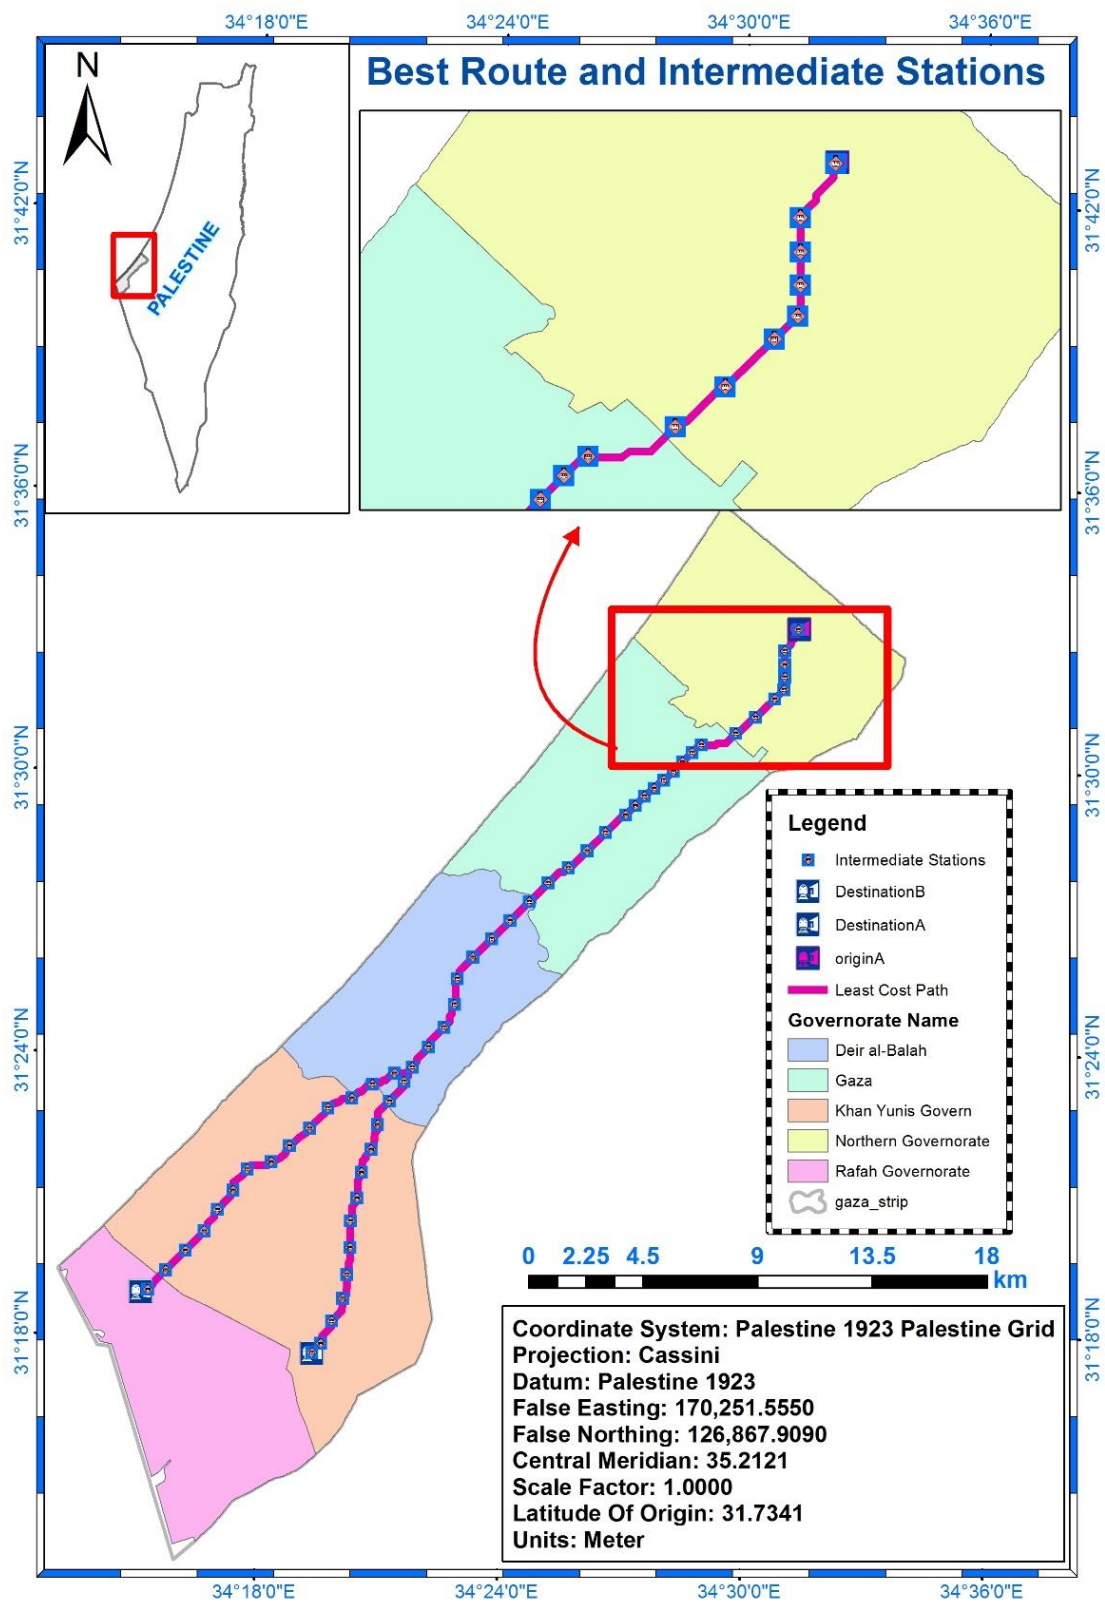 34°18'0"E 34°24'0"E 34°30'0"E 34°36'0"E
N
Best Route and Intermediate Stations
PALESTINE
31°42'0"N
31°42'0"N
31°36'0"N
31°36'0"N
31°30'0"N
31°30'0"N
31°24'0"N
31°24'0"N
31°18'0"N
31°18'0"N
Legend
Intermediate Stations
DestinationB
DestinationA
originA
Least Cost Path
Governorate Name
Deir al-Balah
Gaza
Khan Yunis Govern
Northern Governorate
Rafah Governorate
gaza_strip
0 2.25 4.5 9 13.5 18
km
Coordinate System: Palestine 1923 Palestine Grid
Projection: Cassini
Datum: Palestine 1923
False Easting: 170,251.5550
False Northing: 126,867.9090
Central Meridian: 35.2121
Scale Factor: 1.0000
Latitude Of Origin: 31.7341
Units: Meter
34°18'0"E 34°24'0"E 34°30'0"E 34°36'0"E